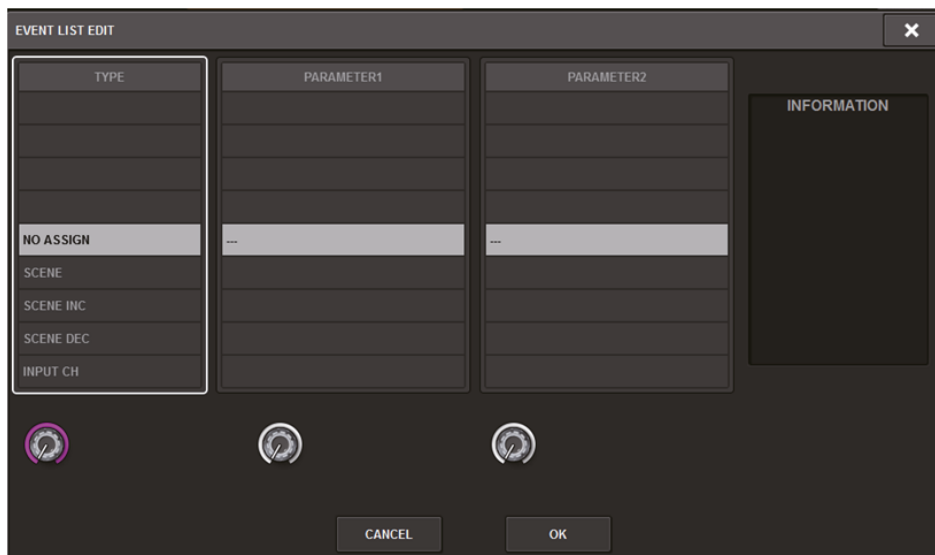 EVENT LIST EDIT
TYPE
PARAMETER1
PARAMETER2
INFORMATION
NO ASSIGN
---
---
SCENE
SCENE INC
SCENE DEC
INPUT CH
CANCEL
OK